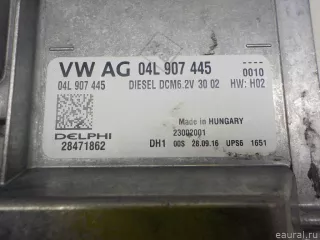 VW AG 04L 907 445
0010
04L 907 445 DIESEL DCM6.2V 30 02 HW: H02
Made in HUNGARY
23002001
DELPHI
28471862
DH1 00S 28.09.16 UPS6 1651
eaural.ru